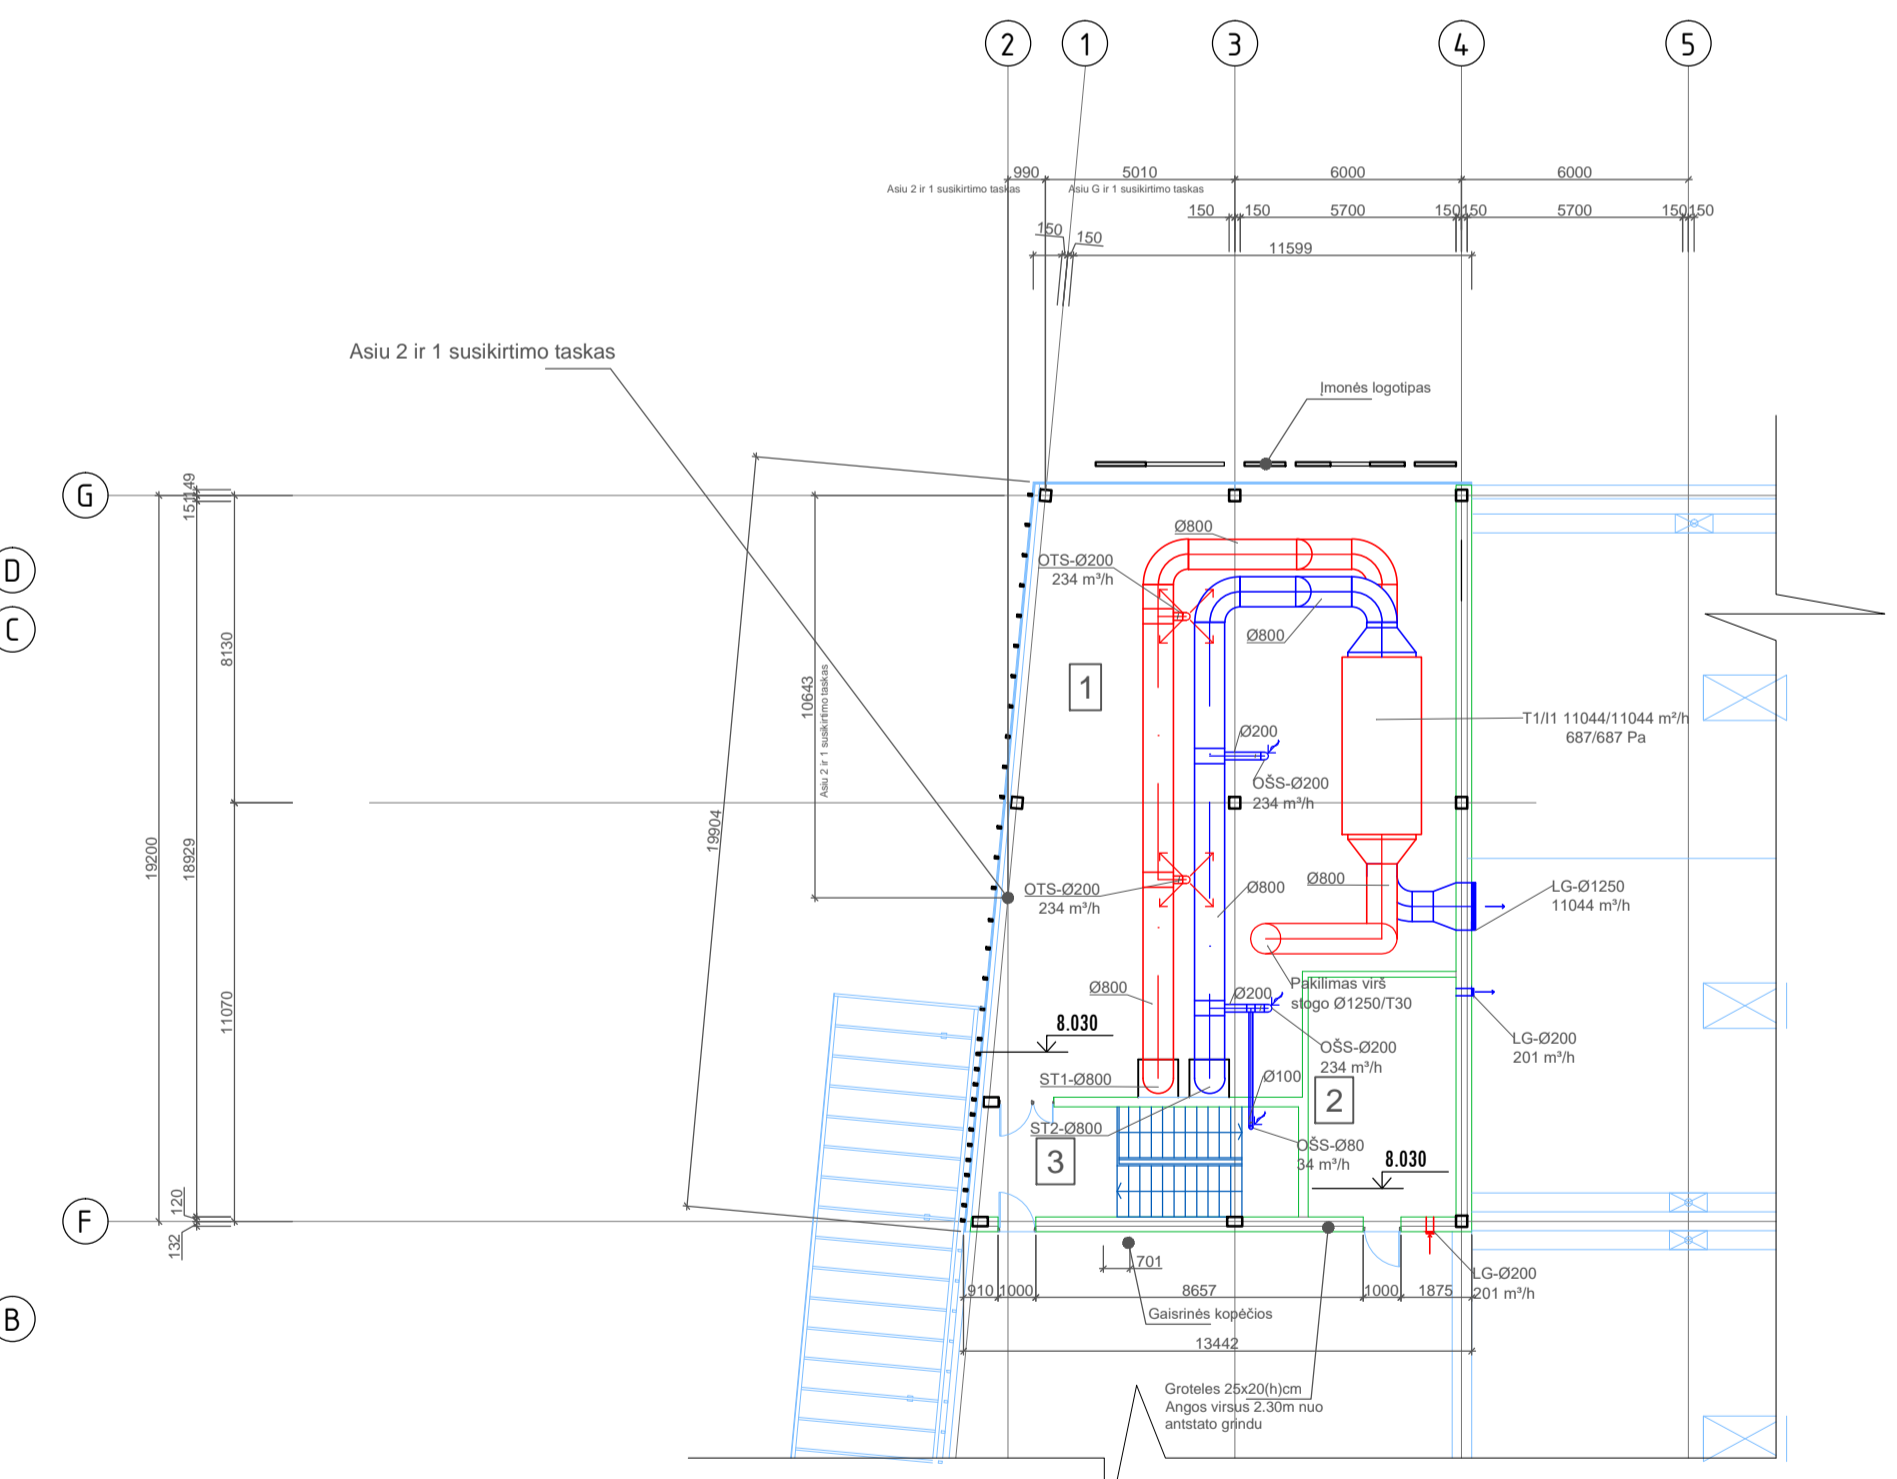 2
1
3
4
5
990
5010
6000
6000
Asiu 2 ir 1 susikirtimo taskas
Asiu G ir 1 susikirtimo taskas
150
150
5700
150
150
5700
150
150
150
150
11599
Asiu 2 ir 1 susikirtimo taskas
Įmonės logotipas
G
D
C
F
B
149
151
8130
19200
18929
11070
120
132
10643
Asiu 2 ir 1 susikirtimo taskas
19904
Ø800
OTS-Ø200
234 m³/h
Ø800
1
Ø200
OŠS-Ø200
234 m³/h
T1/I1 11044/11044 m²/h
687/687 Pa
OTS-Ø200
234 m³/h
Ø800
Ø800
LG-Ø1250
11044 m³/h
Ø800
Ø200
Pakilimas virš
stogo Ø1250/T30
8.030
OŠS-Ø200
234 m³/h
LG-Ø200
201 m³/h
ST1-Ø800
Ø100
2
ST2-Ø800
OŠS-Ø80
34 m³/h
3
8.030
701
LG-Ø200
201 m³/h
910
1000
8657
1000
1875
Gaisrinės kopėčios
13442
Groteles 25x20(h)cm
Angos virsus 2.30m nuo
antstato grindu